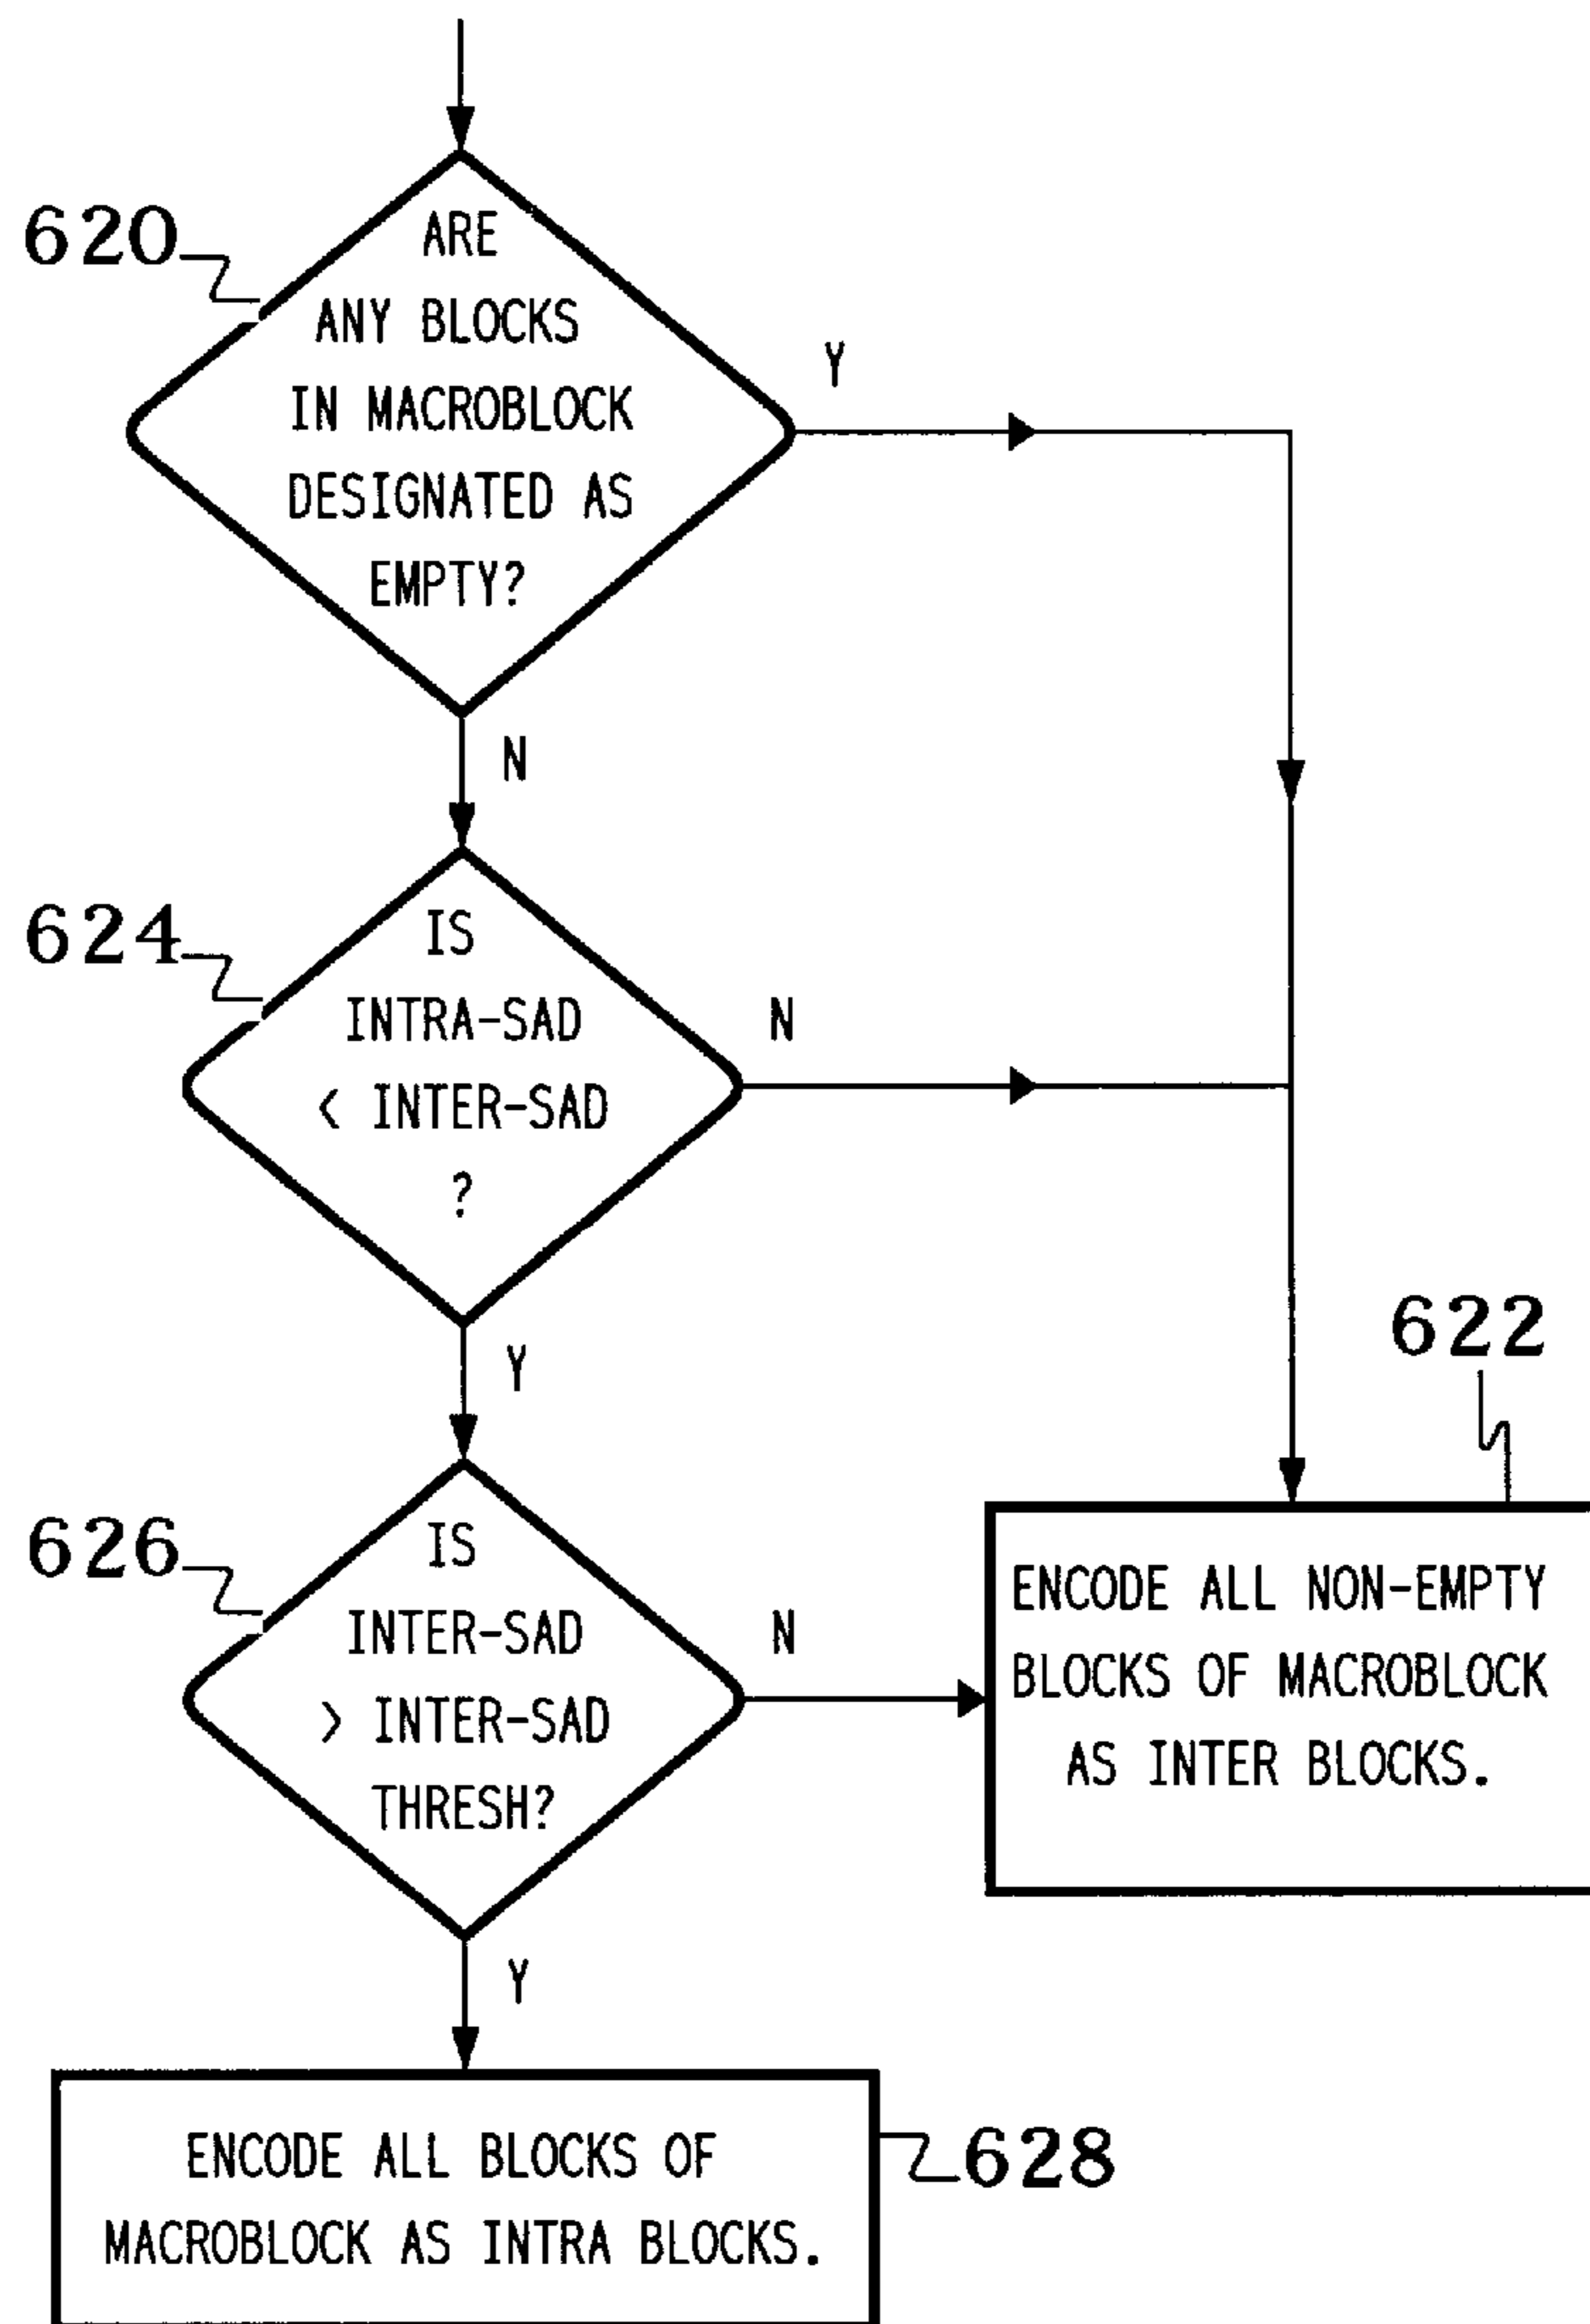 620
ARE
ANY BLOCKS
IN MACROBLOCK
DESIGNATED AS
EMPTY?
Y
N
624
IS
INTRA-SAD
< INTER-SAD
?
N
Y
622
626
IS
INTER-SAD
> INTER-SAD
THRESH?
N
ENCODE ALL NON-EMPTY
BLOCKS OF MACROBLOCK
AS INTER BLOCKS.
Y
ENCODE ALL BLOCKS OF
MACROBLOCK AS INTRA BLOCKS.
628